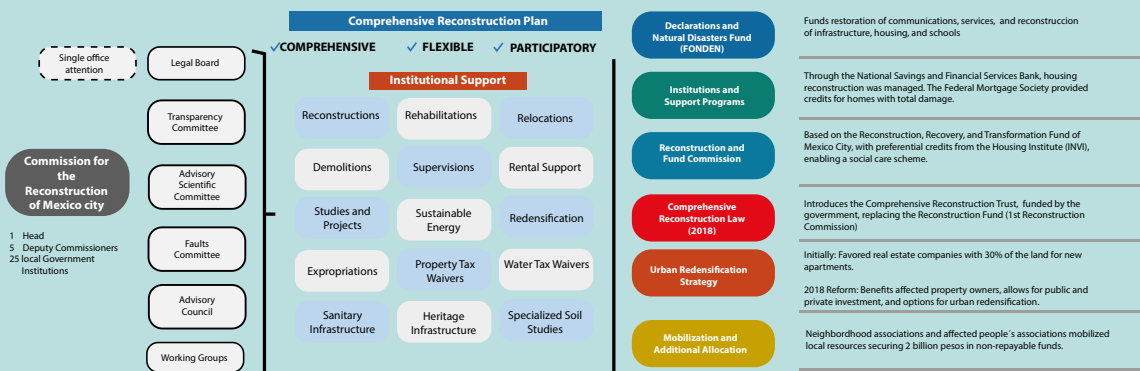 Single office
attention
Commission for
the
Reconstruction
of Mexico city
1 Head
5 Deputy Commissioners
25 local Government
Institutions
Legal Board
Transparency
Committee
Advisory
Scientific
Committee
Faults
Committee
Advisory
Council
Working Groups
Comprehensive Reconstruction Plan
✓COMPREHENSIVE ✓ FLEXIBLE ✓ PARTICIPATORY
Institutional Support
Reconstructions
Rehabilitations
Relocations
Demolitions
Supervisions
Rental Support
Studies and
Projects
Sustainable
Energy
Redensification
Expropriations
Property Tax
Waivers
Water Tax Waivers
Sanitary
Infrastructure
Heritage
Infrastructure
Specialized Soil
Studies
Declarations and
Natural Disasters Fund
(FONDEN)
Funds restoration of communications, services, and reconstruccion
of infrastructure, housing, and schools
Institutions and
Support Programs
Through the National Savings and Financial Services Bank, housing
reconstruction was managed. The Federal Mortgage Society provided
credits for homes with total damage.
Reconstruction and
Fund Commission
Based on the Reconstruction, Recovery, and Transformation Fund of
Mexico City, with preferential credits from the Housing Institute (INVI),
enabling a social care scheme.
Comprehensive
Reconstruction Law
(2018)
Introduces the Comprehensive Reconstruction Trust, funded by the
government, replacing the Reconstruction Fund (1st Reconstruction
Commission)
Urban Redensification
Strategy
Initially: Favored real estate companies with 30% of the land for new
apartments.
2018 Reform: Benefits affected property owners, allows for public and
private investment, and options for urban redensification.
Mobilization and
Additional Allocation
Neighbordhood associations and affected people´s associations mobilized
local resources securing 2 billion pesos in non-repayable funds.